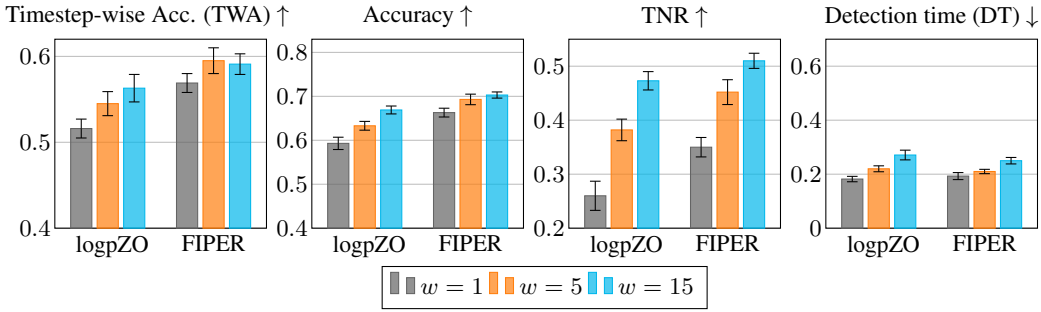 Timestep-wise Acc. (TWA) ↑
0.6
0.5
0.4
logpZO FIPER
Accuracy ↑
0.8
0.7
0.6
0.5
0.4
logpZO FIPER
TNR ↑
0.5
0.4
0.3
0.2
logpZO FIPER
Detection time (DT) ↓
0.6
0.4
0.2
0
logpZO FIPER
w = 1 w = 5 w = 15